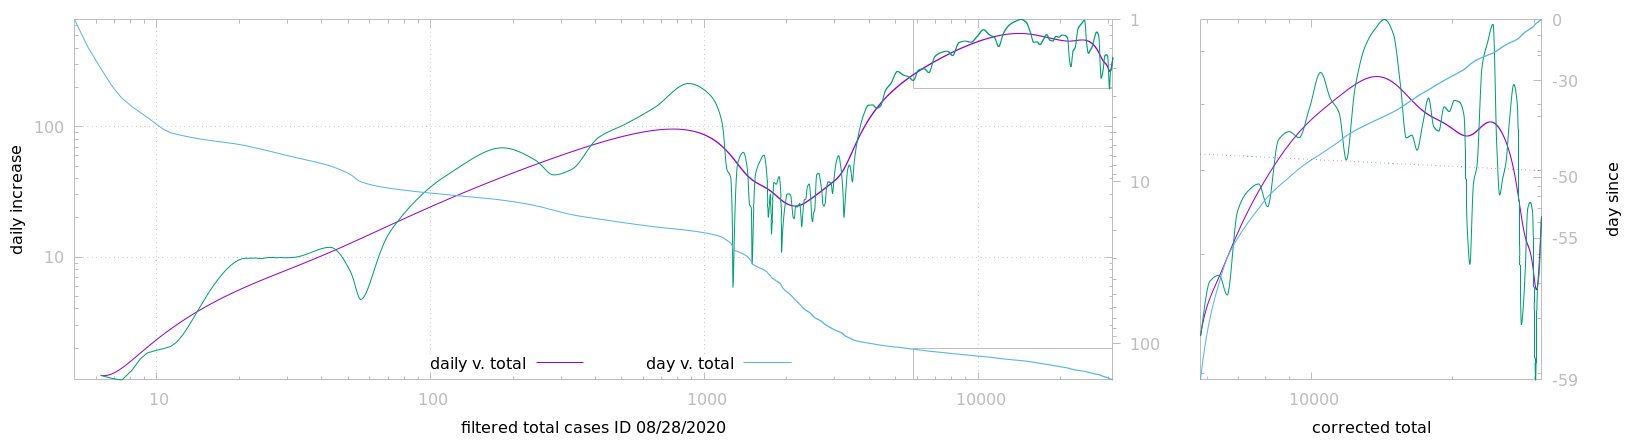 daily increase
100
10
10
100
1000
10000
filtered total cases ID 08/28/2020
daily v. total
day v. total
1
10
100
10000
corrected total
0
-30
-50
-55
-59
day since